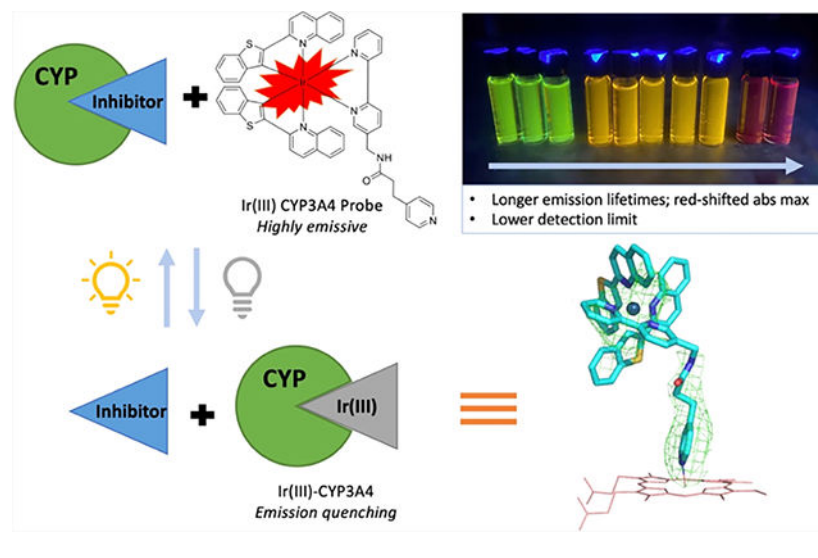 CYP
Inhibitor
S
N
Ir
N
S
N
N
NH
O
N
Ir(III) CYP3A4 Probe
Highly emissive
• Longer emission lifetimes; red-shifted abs max
• Lower detection limit
Inhibitor
CYP
Ir(III)
Ir(III)-CYP3A4
Emission quenching